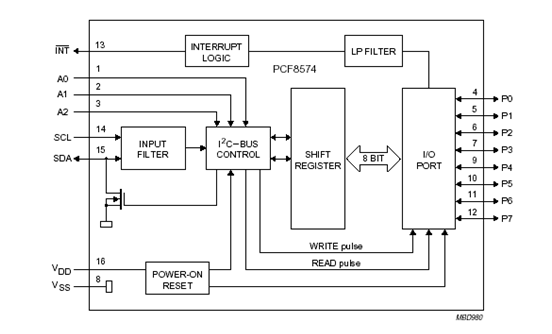 INT 13 INTERRUPT LOGIC LP FILTER
PCF8574
A0 1
A1 2
A2 3
SCL 14
SDA 15
INPUT FILTER
I²C–BUS CONTROL
SHIFT REGISTER
8 BIT
I/O PORT
4 P0
5 P1
6 P2
7 P3
9 P4
10 P5
11 P6
12 P7
WRITE pulse
READ pulse
VDD 16
VSS 8
POWER-ON RESET
MBD980